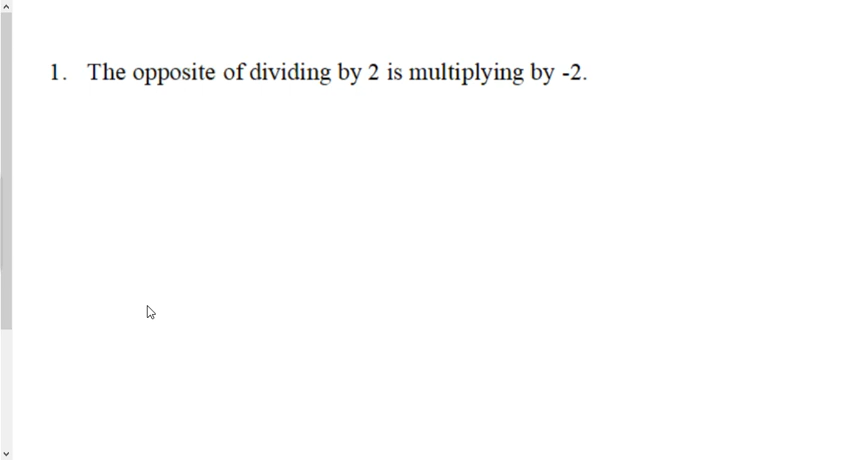 1. The opposite of dividing by 2 is multiplying by -2.